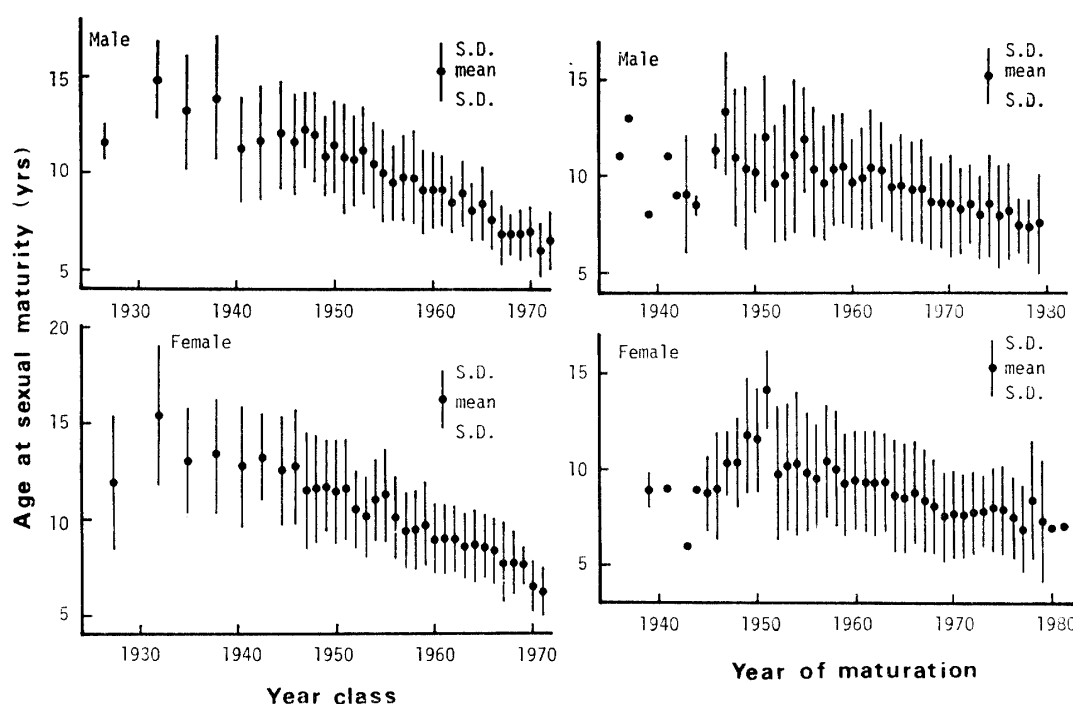 Age at sexual maturity (yrs)
Male
S.D.
mean
S.D.
15
10
5
1930 1940 1950 1960 1970
Male
S.D.
mean
S.D.
15
10
5
1940 1950 1960 1970 1980
Female
S.D.
mean
S.D.
20
15
10
5
1930 1940 1950 1960 1970
Year class
Female
S.D.
mean
S.D.
15
10
5
1940 1950 1960 1970 1980
Year of maturation